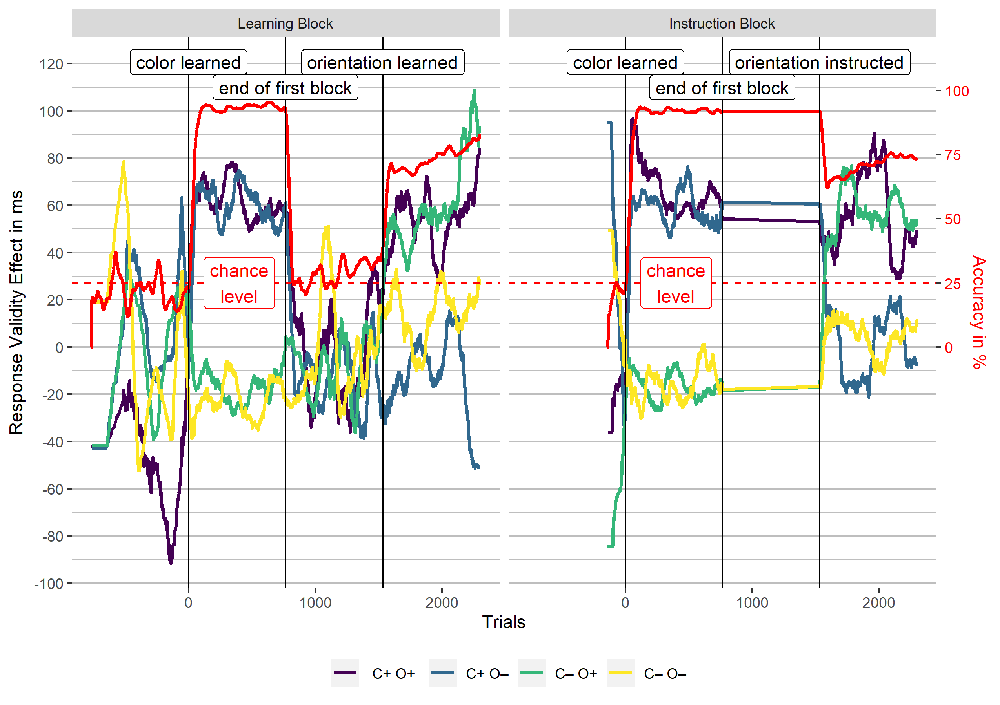 Learning Block
Instruction Block
color learned
orientation learned
end of first block
color learned
orientation instructed
end of first block
chance
level
chance
level
Response Validity Effect in ms
120
100
80
60
40
20
0
-20
-40
-60
-80
-100
100
75
50
25
0
Accuracy in %
0
1000
2000
0
1000
2000
Trials
C+ O+
C+ O–
C– O+
C– O–